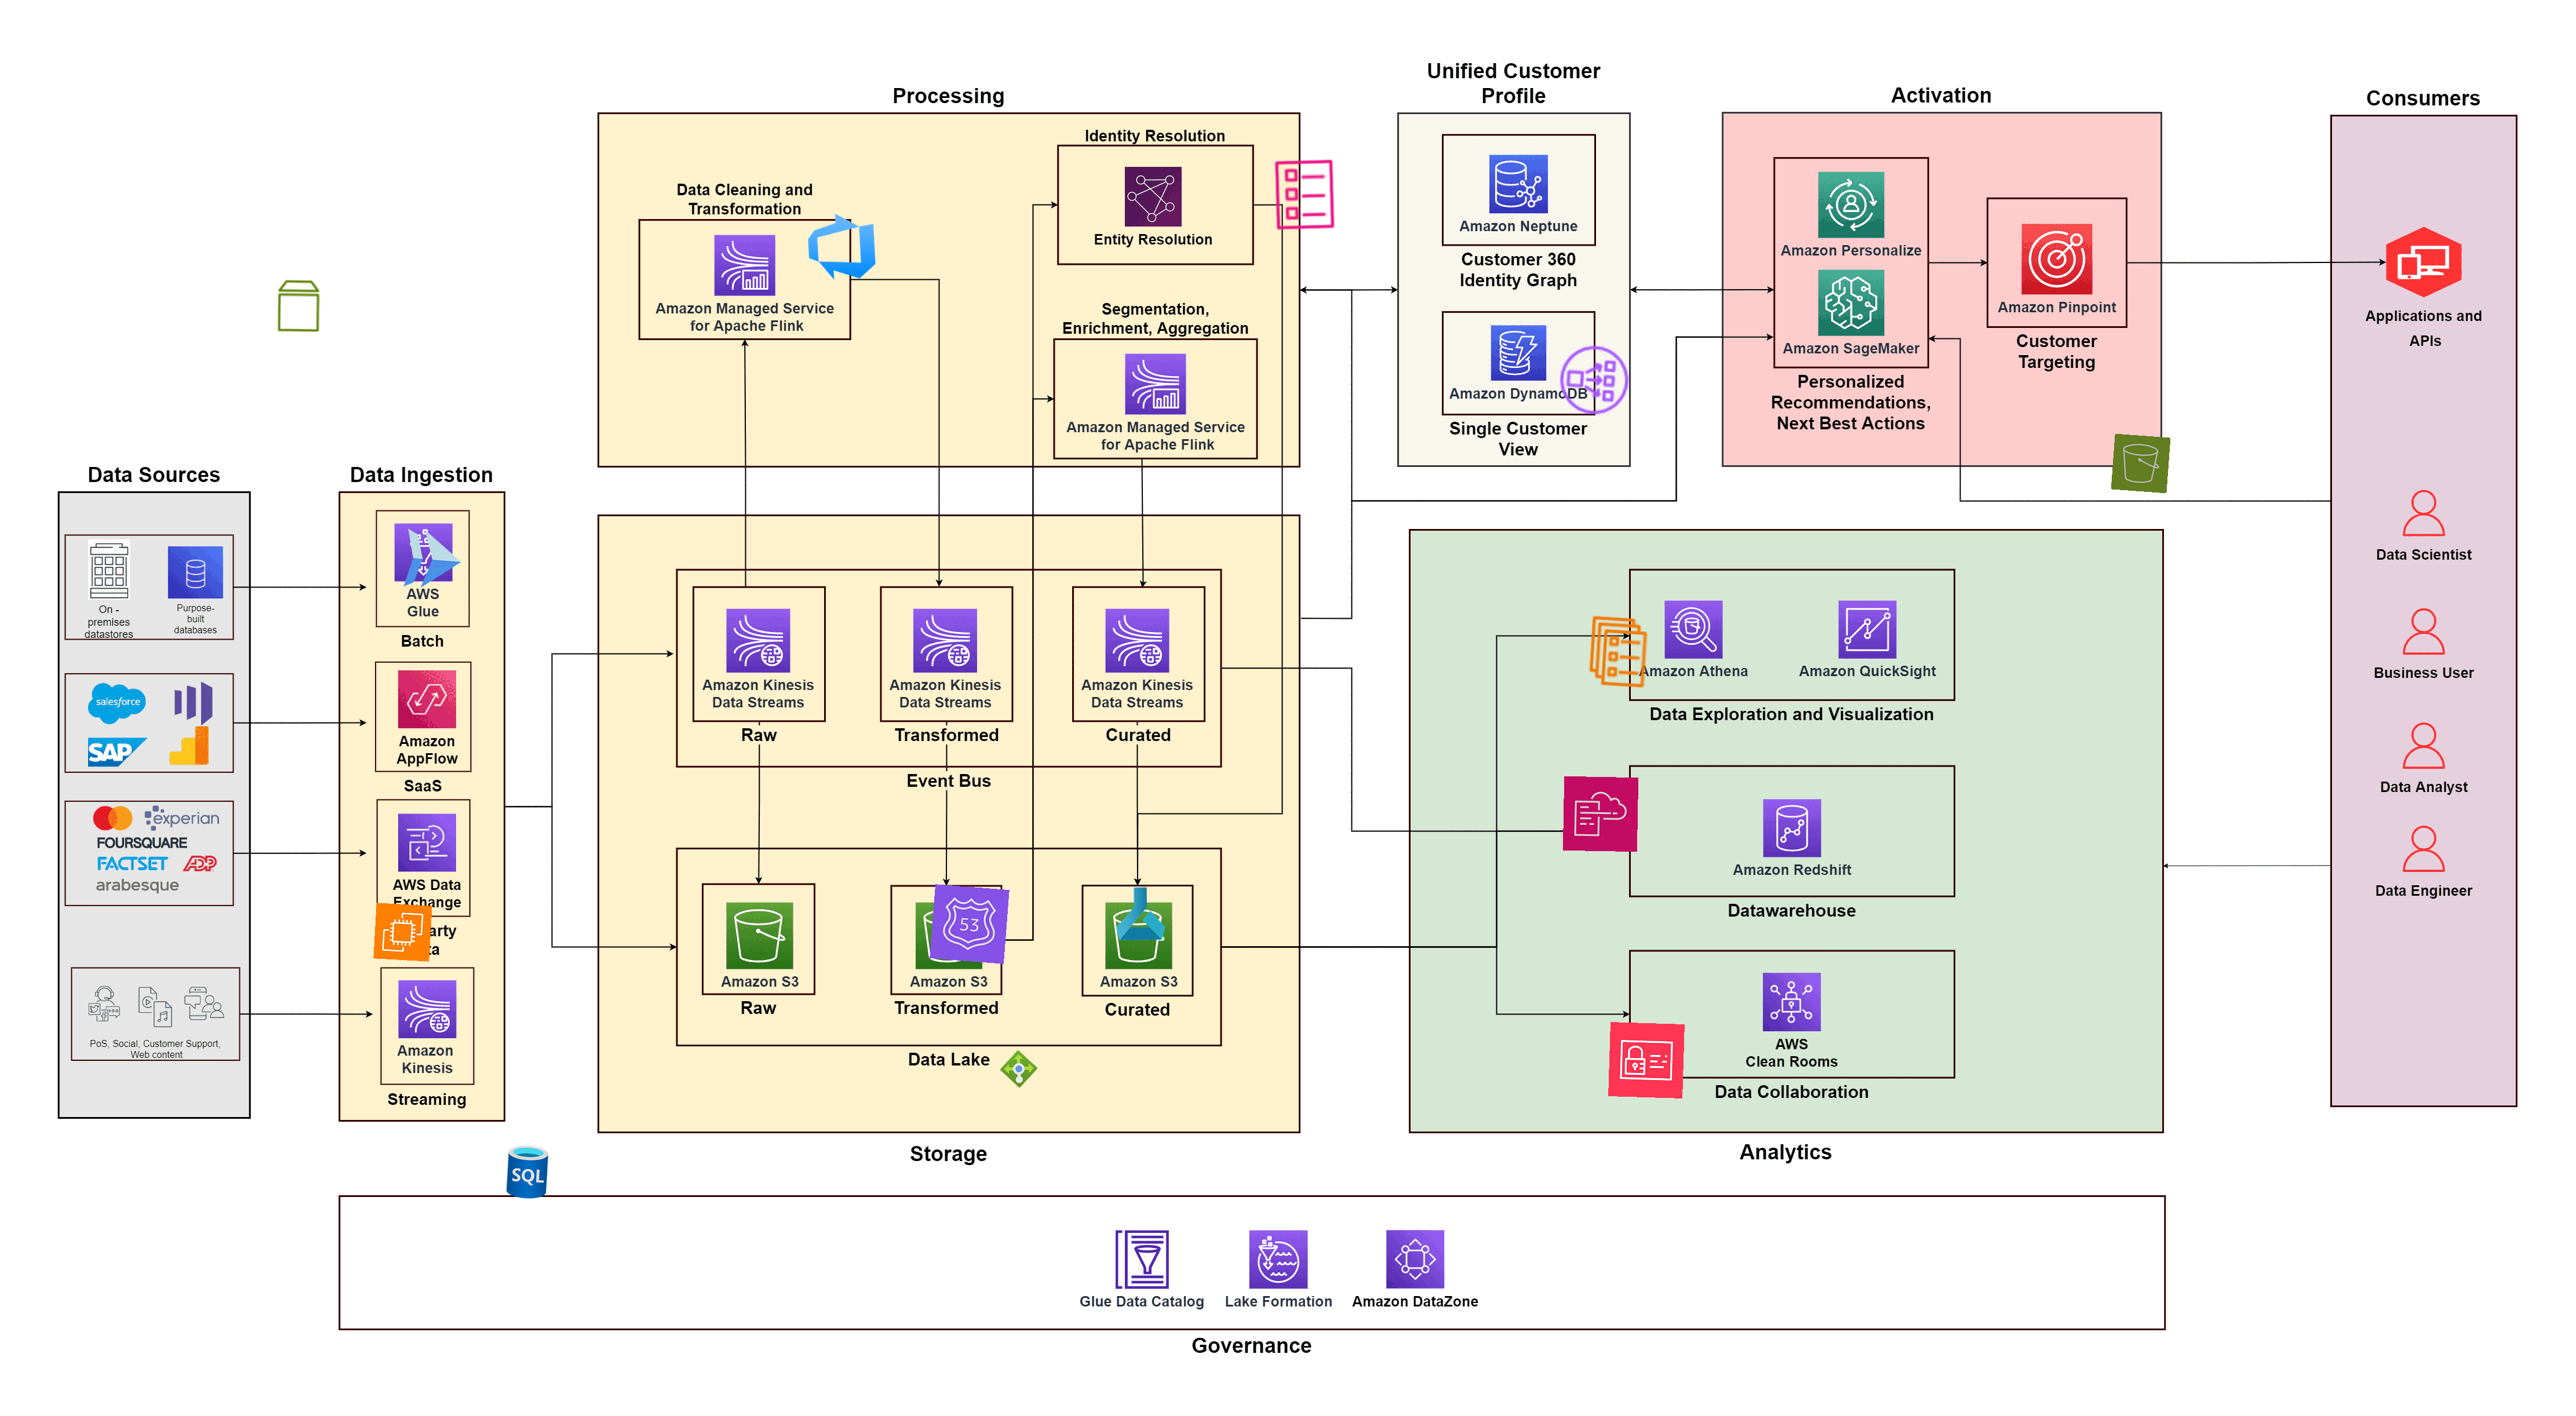 Data Sources
On -
premises
datastores
Purpose-
built
databases
salesforce
SAP
experian
FOURSQUARE
FACTSET
ADP
arabesque
PoS, Social, Customer Support,
Web content
Data Ingestion
AWS
Glue
Batch
Amazon
AppFlow
SaaS
AWS Data
Exchange
Amazon
Kinesis
Streaming
Processing
Data Cleaning and
Transformation
Amazon Managed Service
for Apache Flink
Identity Resolution
Entity Resolution
Segmentation,
Enrichment, Aggregation
Amazon Managed Service
for Apache Flink
Amazon Kinesis
Data Streams
Raw
Amazon Kinesis
Data Streams
Transformed
Amazon Kinesis
Data Streams
Curated
Event Bus
Amazon S3
Raw
53
Amazon S3
Transformed
Amazon S3
Curated
Data Lake
Storage
Unified Customer
Profile
Amazon Neptune
Customer 360
Identity Graph
Amazon DynamoDB
Single Customer
View
Activation
Amazon Personalize
Amazon SageMaker
Personalized
Recommendations,
Next Best Actions
Amazon Pinpoint
Customer
Targeting
Amazon Athena
Amazon QuickSight
Data Exploration and Visualization
Amazon Redshift
Datawarehouse
AWS
Clean Rooms
Data Collaboration
Analytics
Consumers
Applications and
APIs
Data Scientist
Business User
Data Analyst
Data Engineer
SQL
Glue Data Catalog
Lake Formation
Amazon DataZone
Governance